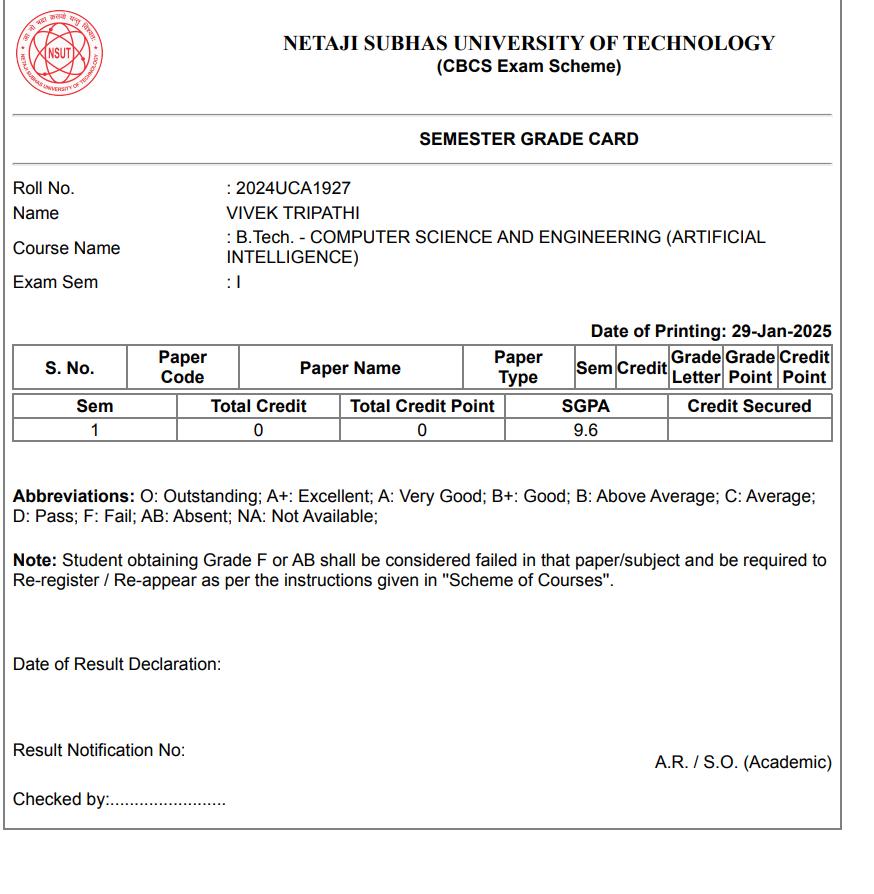 NSUT
NETAJI SUBHAS UNIVERSITY OF TECHNOLOGY
NETAJI SUBHAS UNIVERSITY OF TECHNOLOGY
(CBCS Exam Scheme)
SEMESTER GRADE CARD
Roll No. : 2024UCA1927
Name VIVEK TRIPATHI
Course Name : B.Tech. - COMPUTER SCIENCE AND ENGINEERING (ARTIFICIAL
INTELLIGENCE)
Exam Sem : I
Date of Printing: 29-Jan-2025
S. No. Paper Code Paper Name Paper Type Sem Credit Grade Letter Grade Point Credit Point
Sem Total Credit Total Credit Point SGPA Credit Secured
1 0 0 9.6
Abbreviations: O: Outstanding; A+: Excellent; A: Very Good; B+: Good; B: Above Average; C: Average;
D: Pass; F: Fail; AB: Absent; NA: Not Available;
Note: Student obtaining Grade F or AB shall be considered failed in that paper/subject and be required to
Re-register / Re-appear as per the instructions given in "Scheme of Courses".
Date of Result Declaration:
Result Notification No:
A.R. / S.O. (Academic)
Checked by:........................